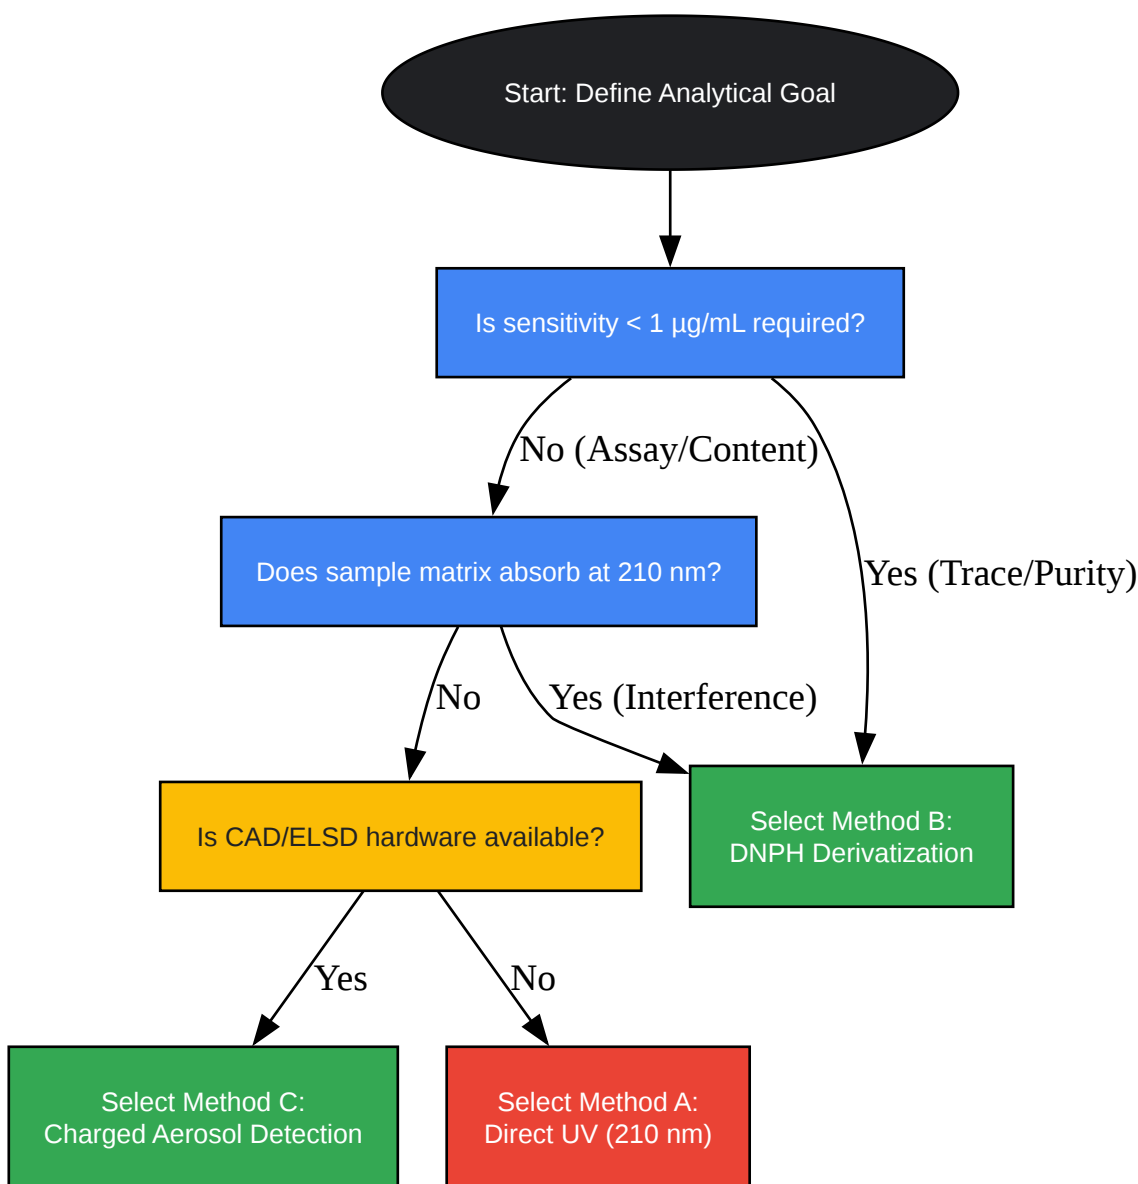 Start: Define Analytical Goal
Is sensitivity < 1 µg/mL required?
No (Assay/Content)
Does sample matrix absorb at 210 nm?
Yes (Trace/Purity)
No
Yes (Interference)
Is CAD/ELSD hardware available?
Select Method B:
DNPH Derivatization
Yes
No
Select Method C:
Charged Aerosol Detection
Select Method A:
Direct UV (210 nm)